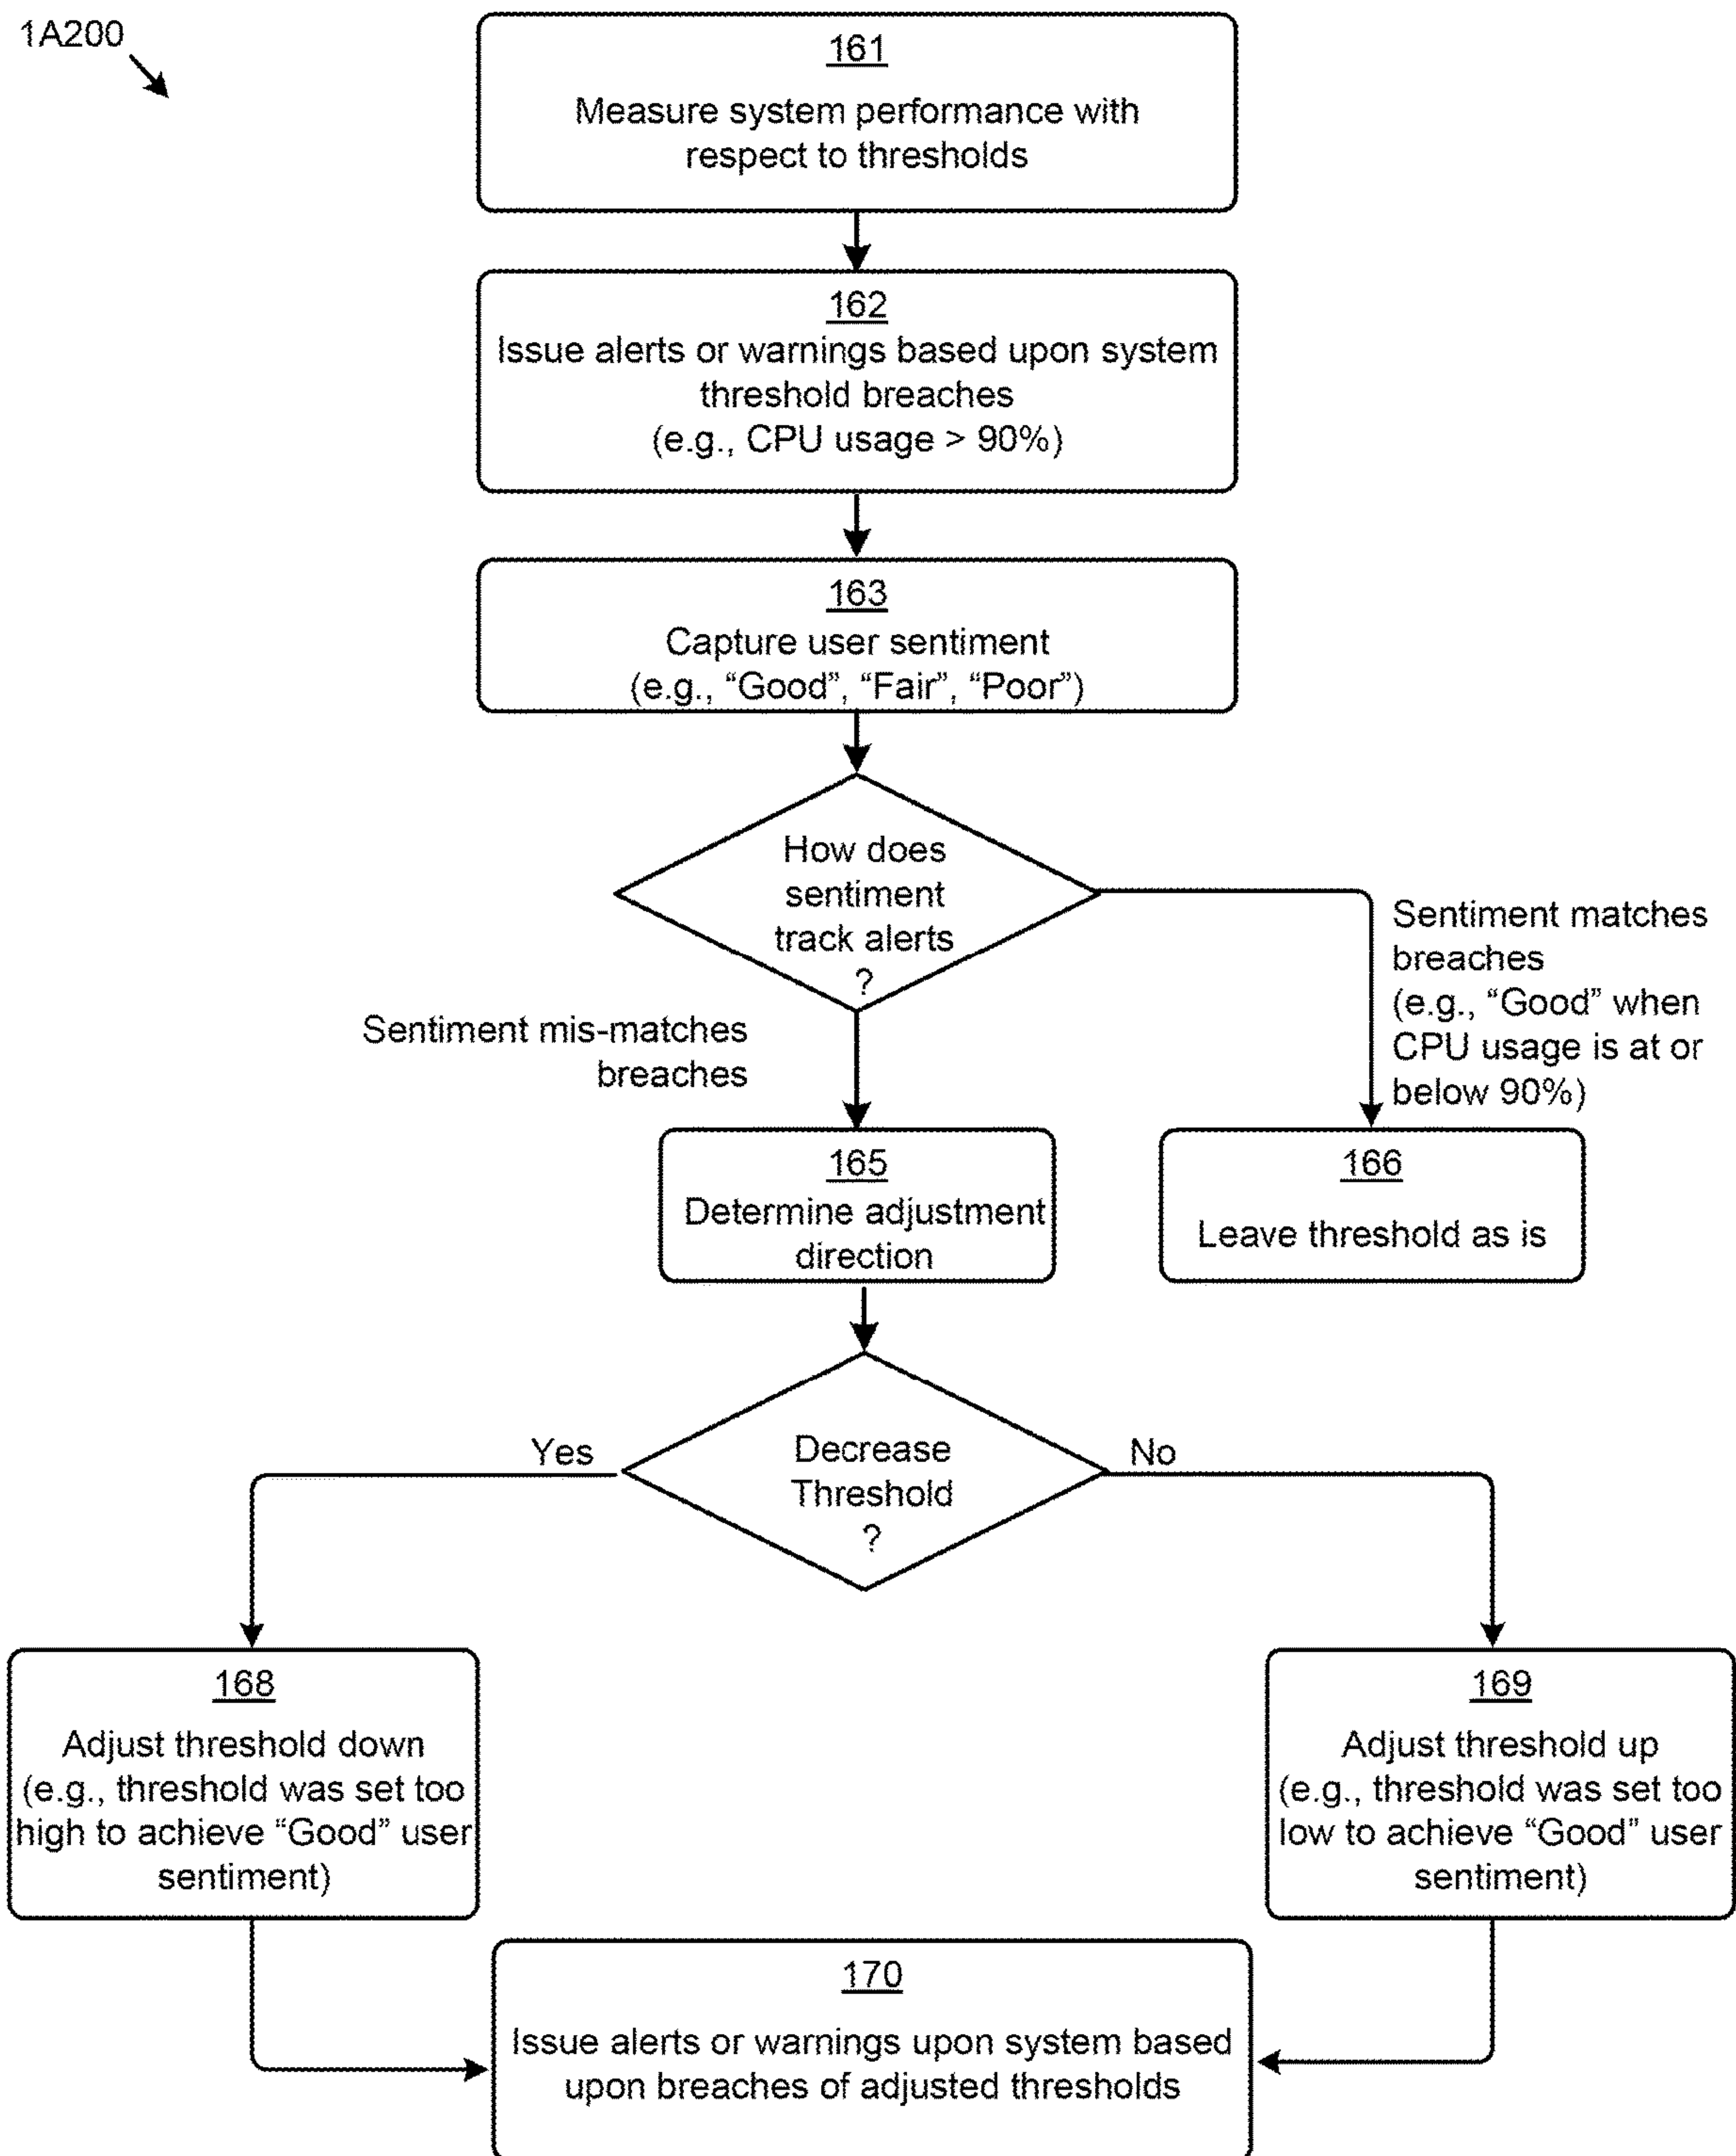 1A200
161
Measure system performance with
respect to thresholds
162
Issue alerts or warnings based upon system
threshold breaches
(e.g., CPU usage > 90%)
163
Capture user sentiment
(e.g., “Good”, “Fair”, “Poor”)
How does
sentiment
track alerts
?
Sentiment matches
breaches
(e.g., “Good” when
CPU usage is at or
below 90%)
Sentiment mis-matches
breaches
165
Determine adjustment
direction
166
Leave threshold as is
Decrease
Threshold
?
Yes
No
168
Adjust threshold down
(e.g., threshold was set too
high to achieve “Good” user
sentiment)
169
Adjust threshold up
(e.g., threshold was set too
low to achieve “Good” user
sentiment)
170
Issue alerts or warnings upon system based
upon breaches of adjusted thresholds